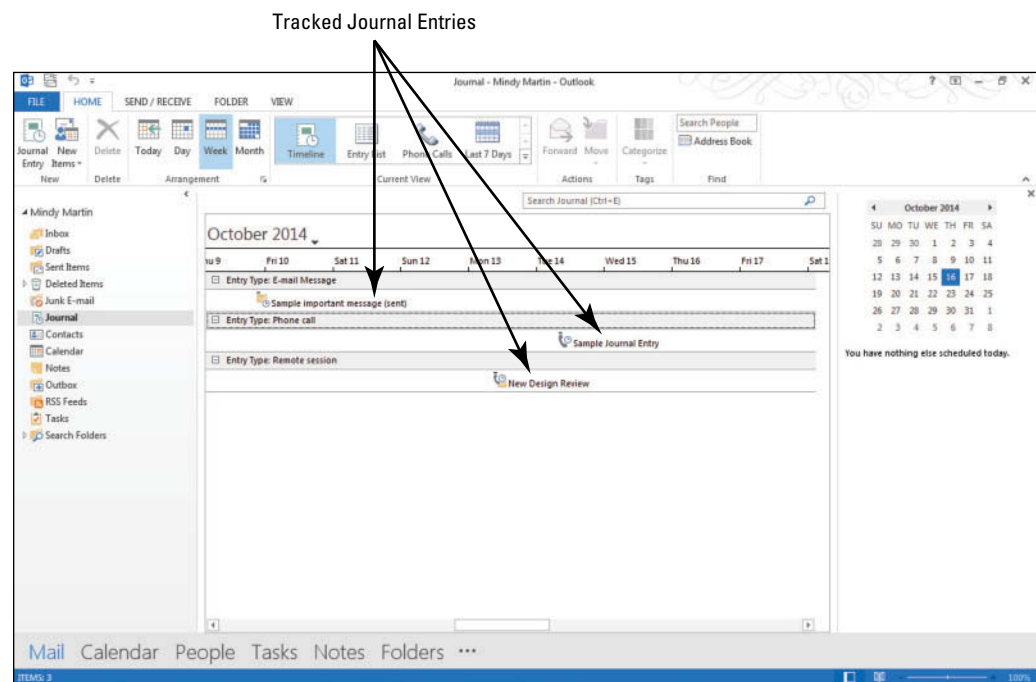 Tracked Journal Entries
Journal - Mindy Martin - Outlook
FILE HOME SEND / RECEIVE FOLDER VIEW
Journal Entry New Items Delete Today Day Week Month Timeline Entry List Phone Calls Last 7 Days Forward Move Categorize Search People
Address Book
New Delete Arrangement Current View Actions Tags Find
Search Journal (Ctrl+E)
Mindy Martin
Inbox
Drafts
Sent Items
Deleted Items
Junk E-mail
Journal
Contacts
Calendar
Notes
Outbox
RSS Feeds
Tasks
Search Folders
October 2014
hu 9 Fri 10 Sat 11 Sun 12 Mon 13 Tue 14 Wed 15 Thu 16 Fri 17 Sat 1
Entry Type: E-mail Message
Sample important message (sent)
Entry Type: Phone call
Sample Journal Entry
Entry Type: Remote session
New Design Review
October 2014
SU MO TU WE TH FR SA
28 29 30 1 2 3 4
5 6 7 8 9 10 11
12 13 14 15 16 17 18
19 20 21 22 23 24 25
26 27 28 29 30 31 1
2 3 4 5 6 7 8
You have nothing else scheduled today.
Mail Calendar People Tasks Notes Folders •••
ITEMS: 3 100%